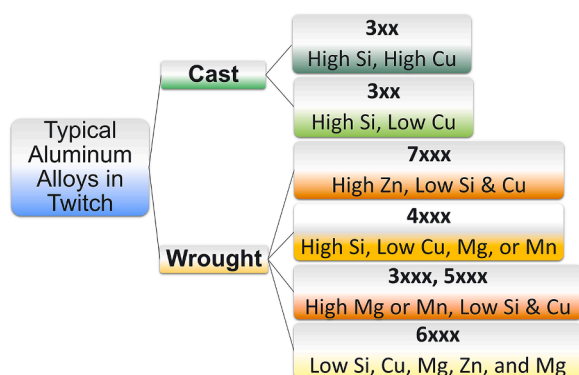 Typical
Aluminum
Alloys in
Twitch
Cast
3xx
High Si, High Cu
3xx
High Si, Low Cu
Wrought
7xxx
High Zn, Low Si & Cu
4xxx
High Si, Low Cu, Mg, or Mn
3xxx, 5xxx
High Mg or Mn, Low Si & Cu
6xxx
Low Si, Cu, Mg, Zn, and Mg